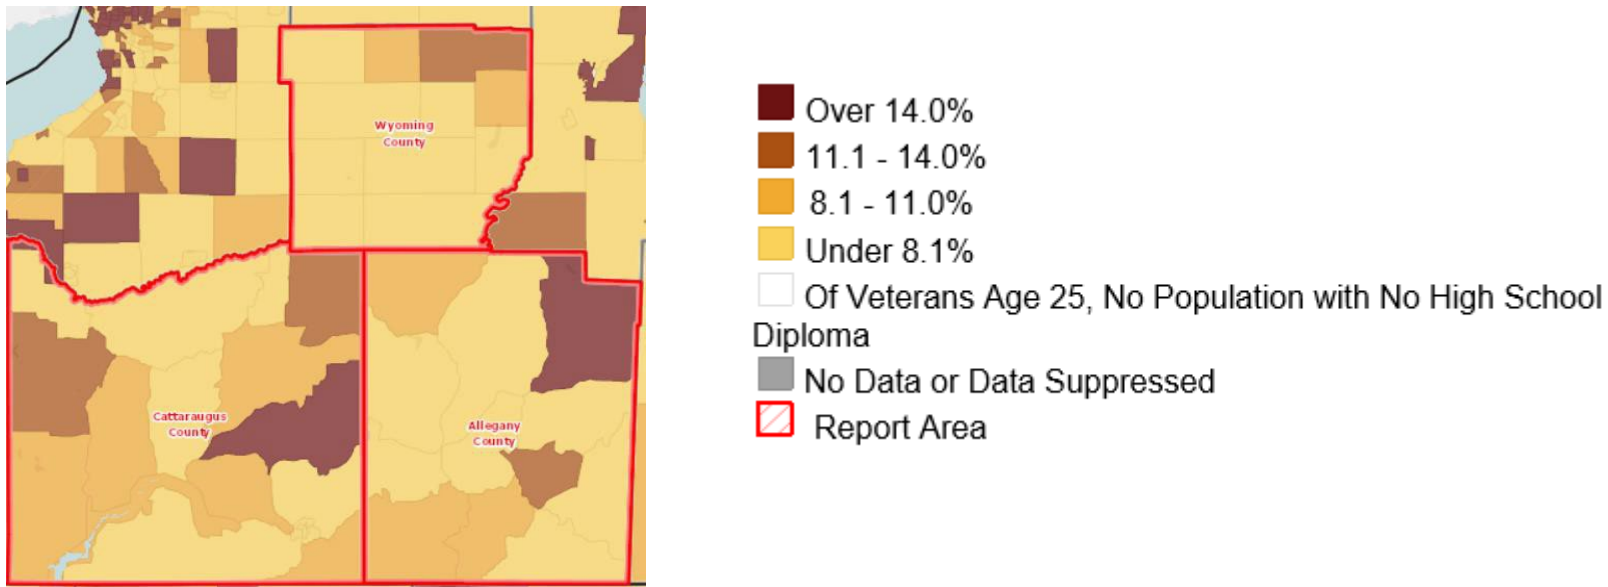 Wyoming
County
Cattaraugus
County
Allegany
County
Over 14.0%
11.1 - 14.0%
8.1 - 11.0%
Under 8.1%
Of Veterans Age 25, No Population with No High School
Diploma
No Data or Data Suppressed
Report Area